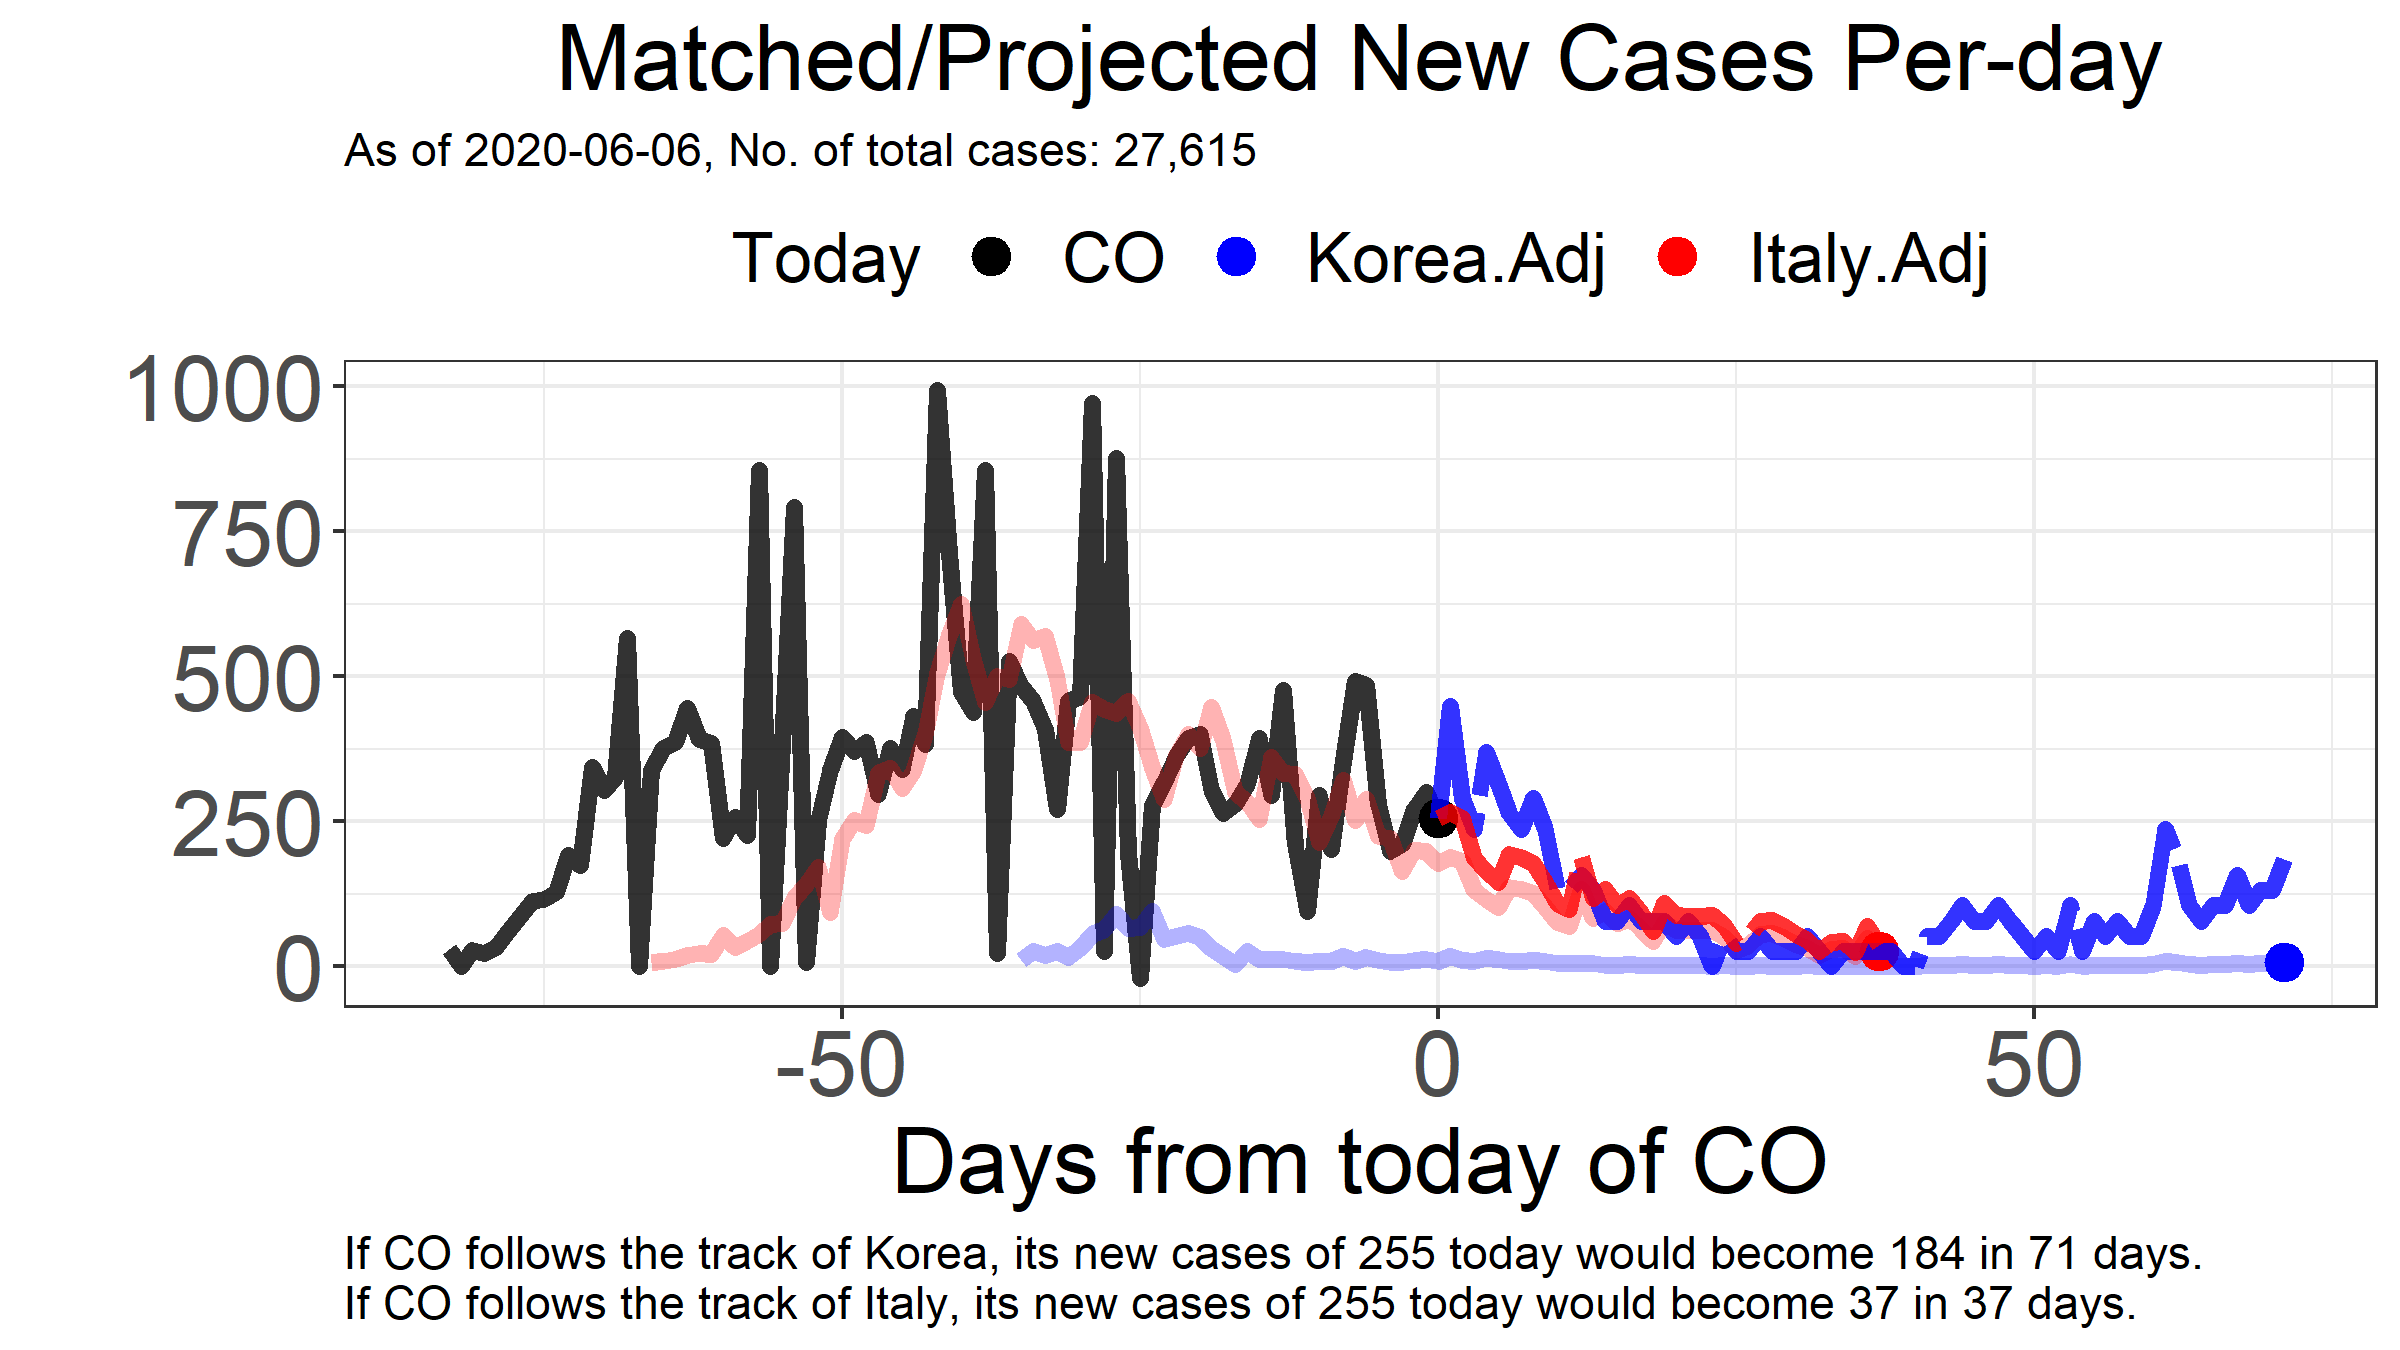 Matched/Projected New Cases Per-day
As of 2020-06-06, No. of total cases: 27,615
Today CO Korea.Adj Italy.Adj
1000
750
500
250
0
-50 0 50
Days from today of CO
If CO follows the track of Korea, its new cases of 255 today would become 184 in 71 days.
If CO follows the track of Italy, its new cases of 255 today would become 37 in 37 days.